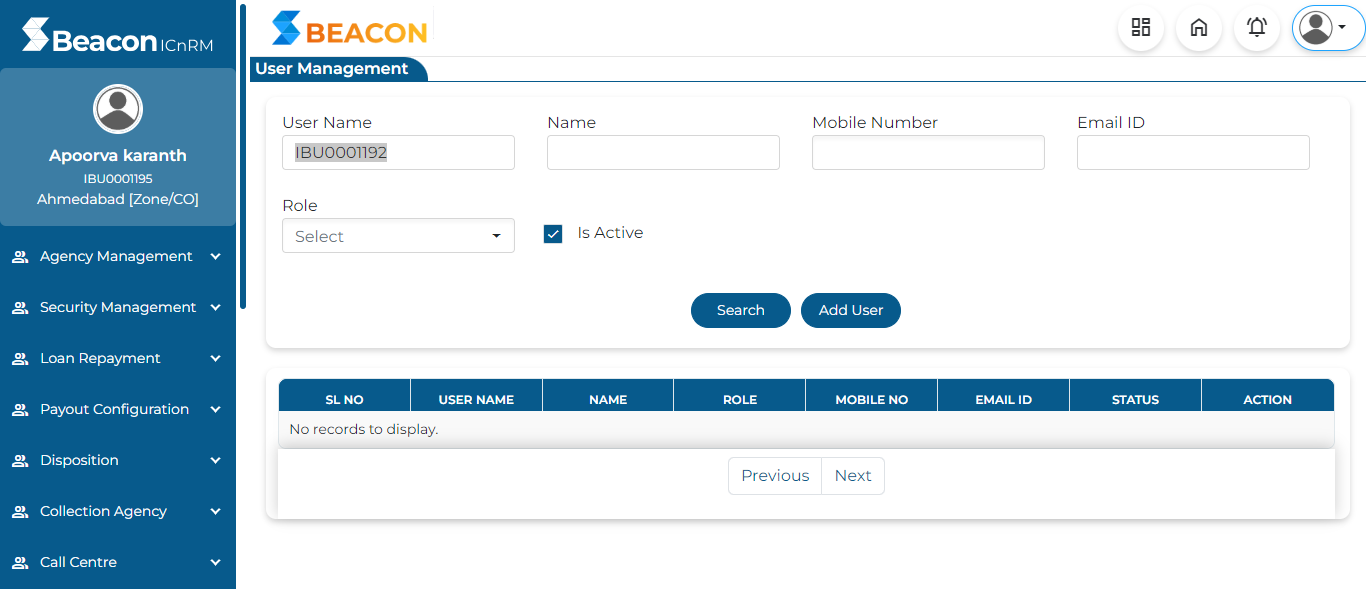 Beacon ICnRM
Apoorva karanth
IBU0001195
Ahmedabad [Zone/CO]
Agency Management
Security Management
Loan Repayment
Payout Configuration
Disposition
Collection Agency
Call Centre
BEACON
User Management
User Name Name Mobile Number Email ID
IBU0001192
Role
Select Is Active
Search Add User
SL NO USER NAME NAME ROLE MOBILE NO EMAIL ID STATUS ACTION
No records to display.
Previous Next